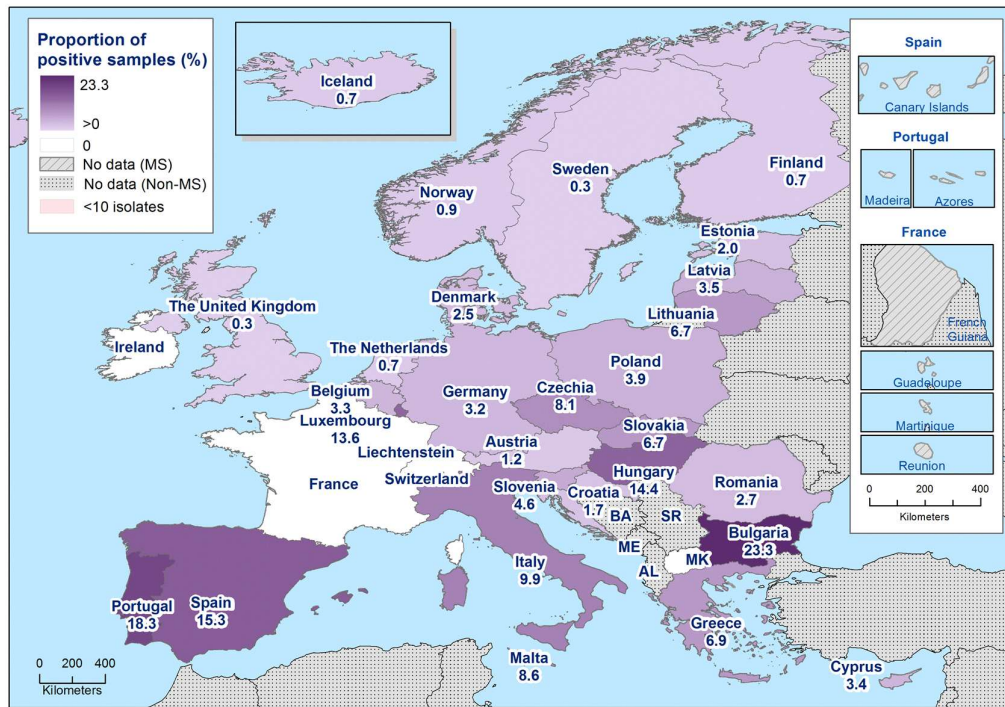 Proportion of
positive samples (%)
23.3
>0
0
No data (MS)
No data (Non-MS)
<10 isolates
Iceland
0.7
Norway
0.9
Sweden
0.3
Finland
0.7
Estonia
2.0
Latvia
3.5
Lithuania
6.7
Denmark
2.5
The United Kingdom
0.3
Ireland
The Netherlands
0.7
Belgium
3.3
Luxembourg
13.6
Germany
3.2
Poland
3.9
Czechia
8.1
Slovakia
6.7
Liechtenstein
Austria
1.2
Switzerland
Hungary
14.4
Slovenia
4.6
Croatia
1.7
Romania
2.7
France
BA
SR
ME
MK
AL
Bulgaria
23.3
Italy
9.9
Portugal
18.3
Spain
15.3
Greece
6.9
Malta
8.6
Cyprus
3.4
0 200 400
Kilometers
Spain
Canary Islands
Portugal
Madeira
Azores
France
French
Guiana
Guadeloupe
Martinique
Reunion
0 200 400
Kilometers